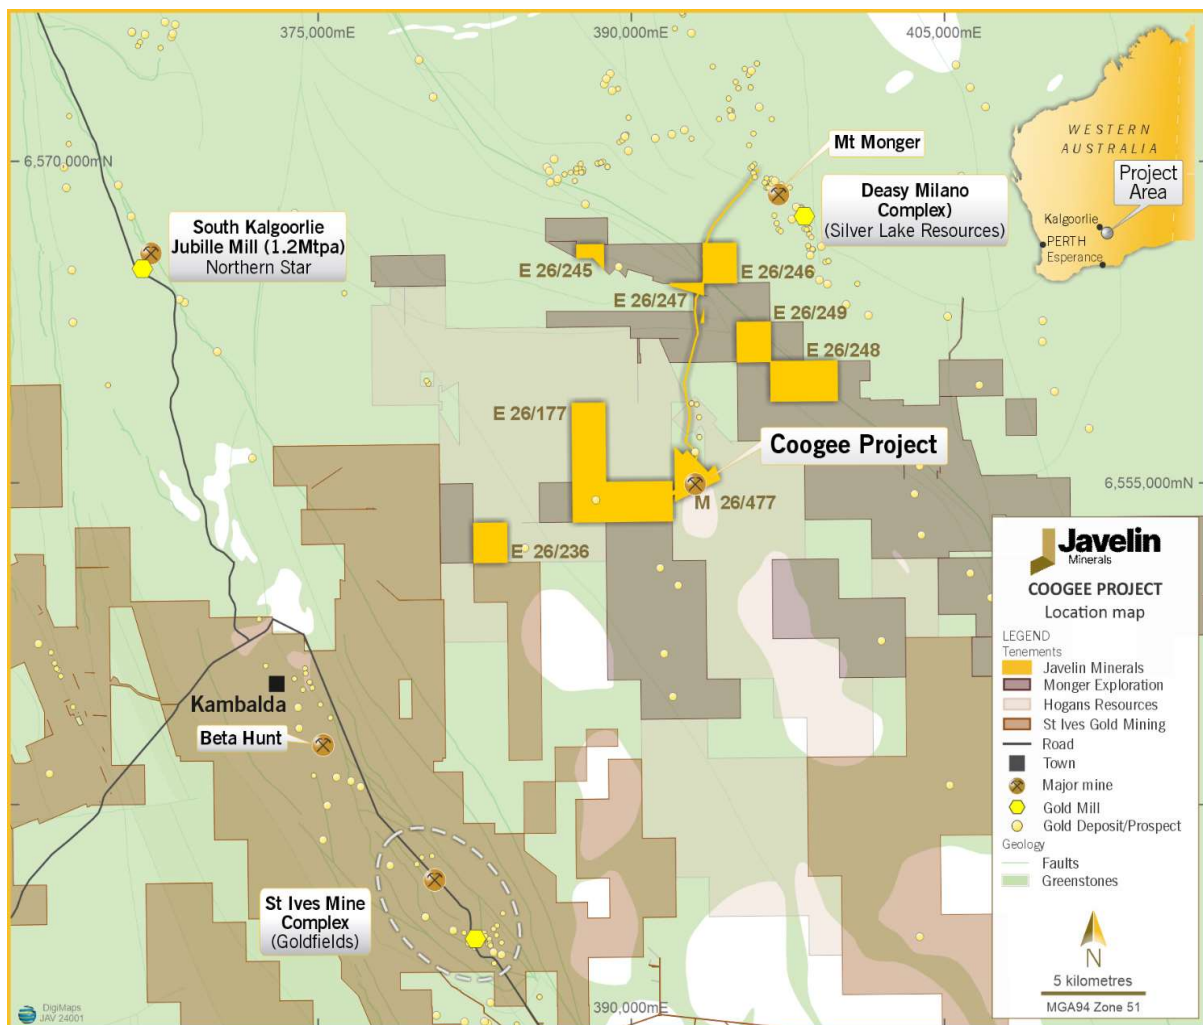 375,000mE
390,000mE
405,000mE
6,570,000mN
WESTERN
AUSTRALIA
Project
Area
Kalgoorlie
PERTH
Esperance
Mt Monger
Deasy Milano
Complex)
(Silver Lake Resources)
South Kalgoorlie
Jubille Mill (1.2Mtpa)
Northern Star
E 26/245
E 26/246
E 26/247
E 26/249
E 26/248
E 26/177
Coogee Project
M 26/477
6,555,000mN
E 26/236
Kambalda
Beta Hunt
St Ives Mine
Complex
(Goldfields)
Javelin
Minerals
COOGEE PROJECT
Location map
LEGEND
Tenements
Javelin Minerals
Monger Exploration
Hogans Resources
St Ives Gold Mining
Road
Town
Major mine
Gold Mill
Gold Deposit/Prospect
Geology
Faults
Greenstones
N
5 kilometres
MGA94 Zone 51
390,000mE
DigiMaps
JAV 24001